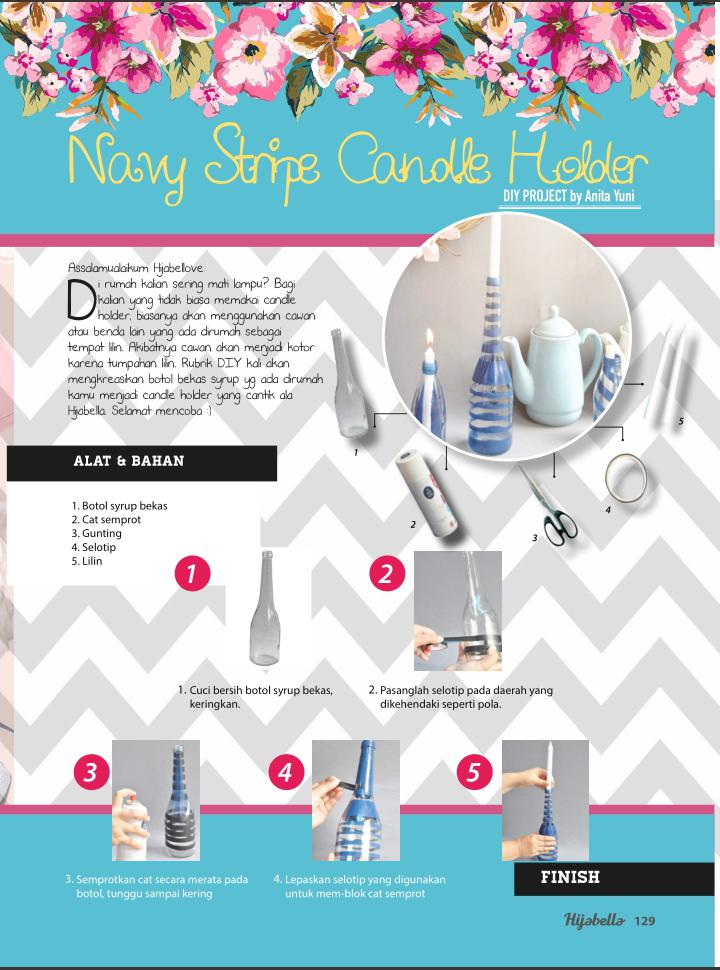 Navy Stripe Candle Holder
DIY PROJECT by Anita Yuni
Assalamualaikum Hijabellove
Di rumah kalian sering mati lampu? Bagi
kalian yang tidak biasa memakai candle
holder, biasanya akan menggunakan cawan
atau benda lain yang ada dirumah sebagai
tempat lilin. Akibatnya cawan akan menjadi kotor
karena tumpahan lilin. Rubrik DIY kali akan
mengkreasikan botol bekas syrup yg ada dirumah
kamu menjadi candle holder yang cantik ala
Hijabella. Selamat mencoba :)
1
2
3
4
5
ALAT & BAHAN
1. Botol syrup bekas
2. Cat semprot
3. Gunting
4. Selotip
5. Lilin
1
1. Cuci bersih botol syrup bekas,
keringkan.
2
2. Pasanglah selotip pada daerah yang
dikehendaki seperti pola.
3
3. Semprotkan cat secara merata pada
botol, tunggu sampai kering
4
4. Lepaskan selotip yang digunakan
untuk mem-blok cat semprot
5
FINISH
Hijabella 129